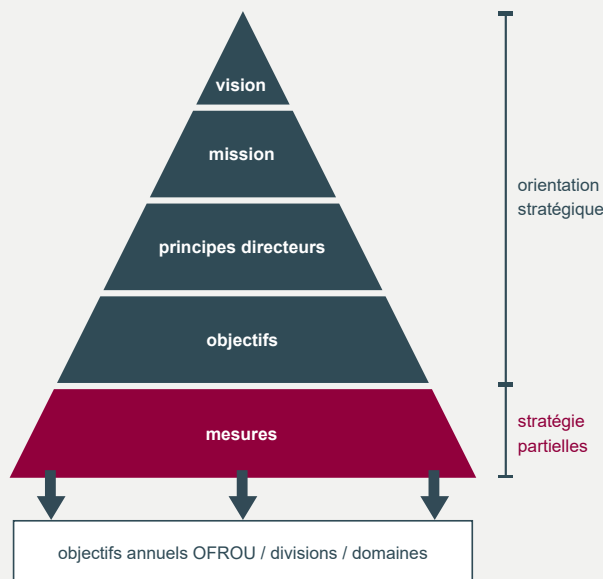 vision
mission
principes directeurs
objectifs
mesures
orientation
stratégique
stratégie
partielles
objectifs annuels OFROU / divisions / domaines